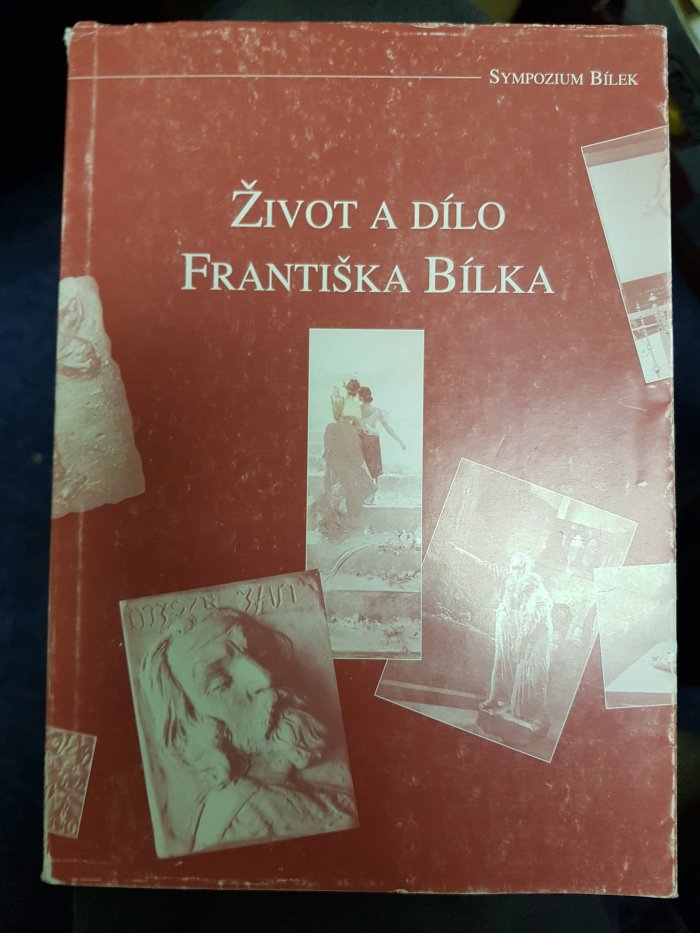 SYMPOZIUM BÍLEK
ŽIVOT A DÍLO
FRANTIŠKA BÍLKA